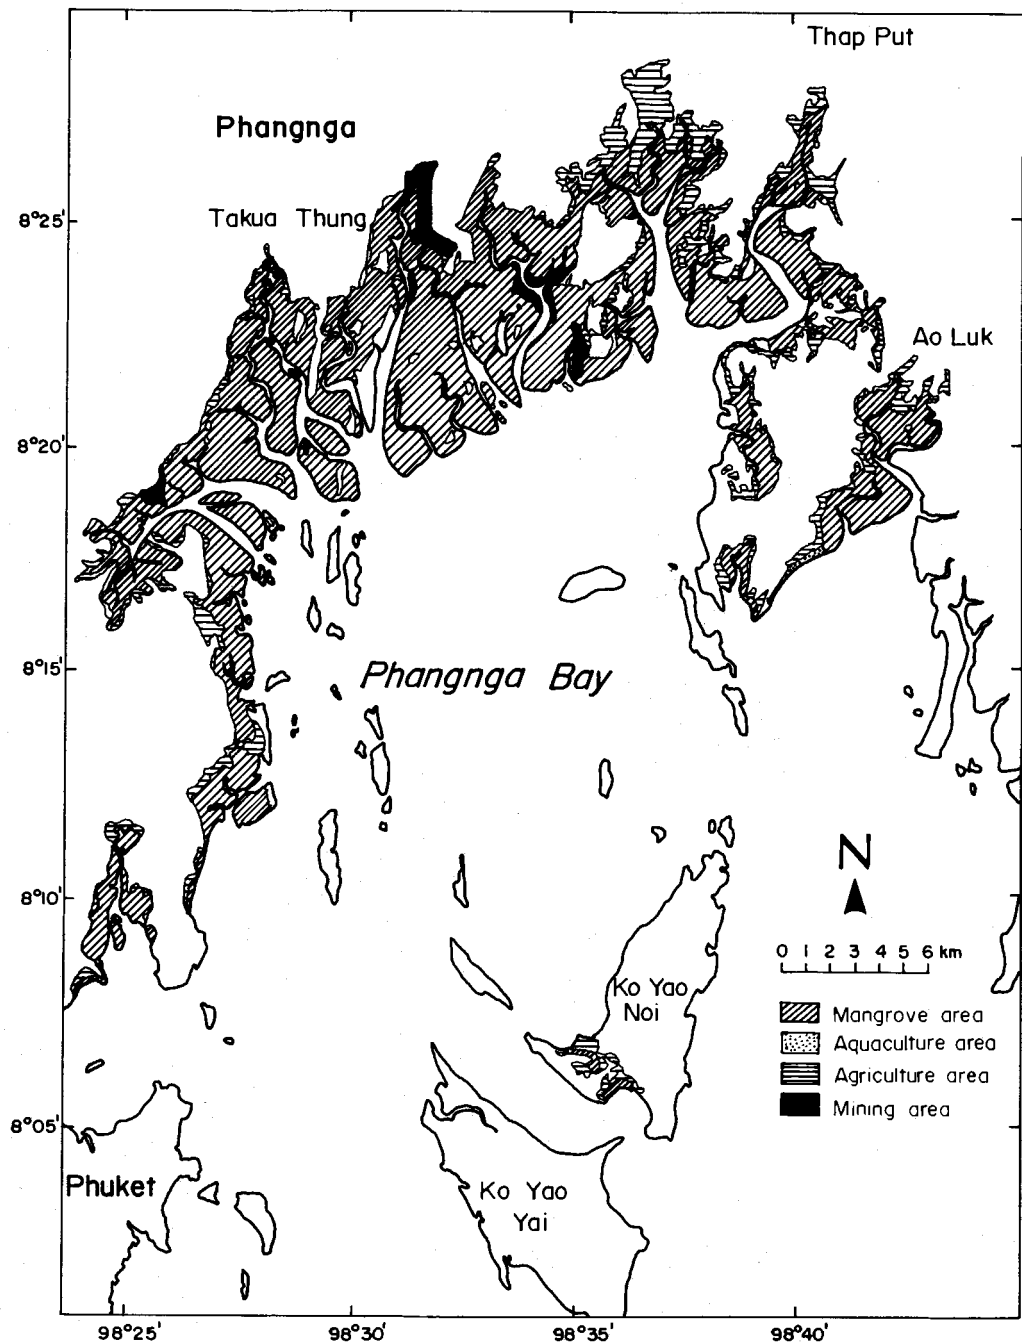 Thap Put
Phangnga
Takua Thung
8°25'
Ao Luk
8°20'
8°15'
Phangnga Bay
N
8°10'
0 1 2 3 4 5 6 km
Ko Yao
Noi
Mangrove area
Aquaculture area
Agriculture area
Mining area
8°05'
Phuket
Ko Yao
Yai
98°25'
98°30'
98°35'
98°40'